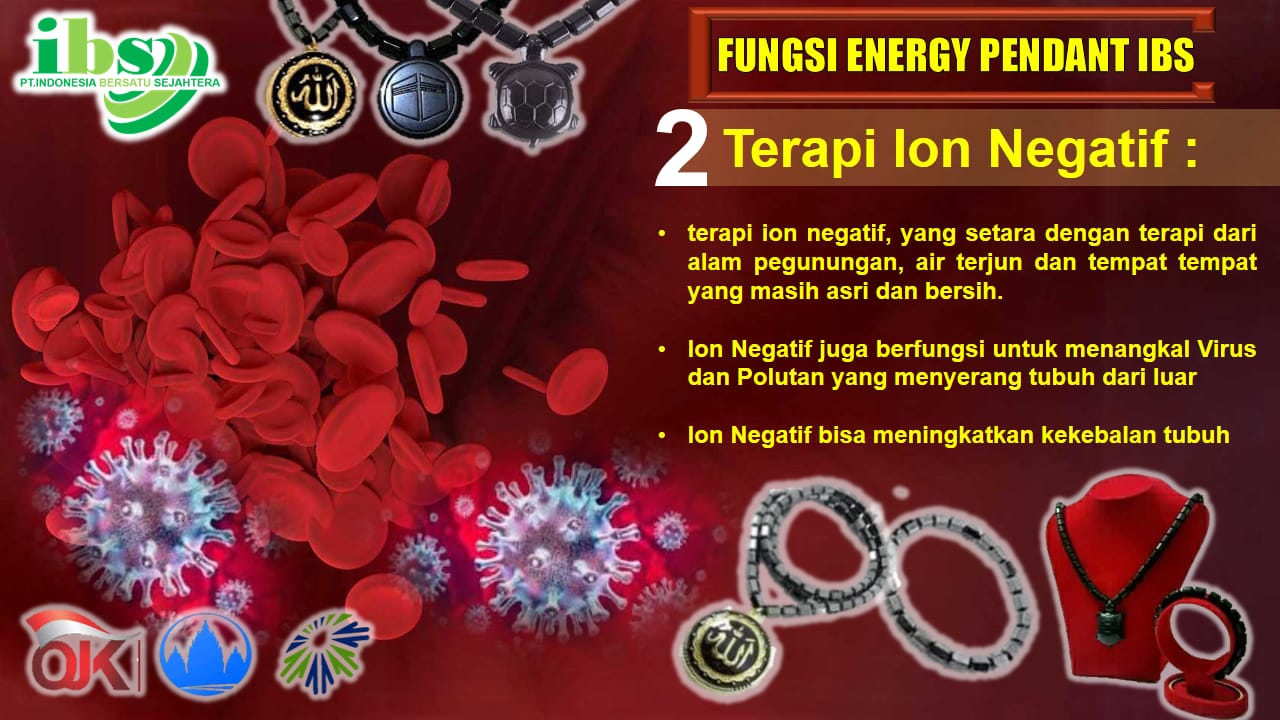 ibs
PT.INDONESIA BERSATU SEJAHTERA
الله
FUNGSI ENERGY PENDANT IBS
2 Terapi Ion Negatif :
• terapi ion negatif, yang setara dengan terapi dari
alam pegunungan, air terjun dan tempat tempat
yang masih asri dan bersih.
• Ion Negatif juga berfungsi untuk menangkal Virus
dan Polutan yang menyerang tubuh dari luar
• Ion Negatif bisa meningkatkan kekebalan tubuh
الله
OJK